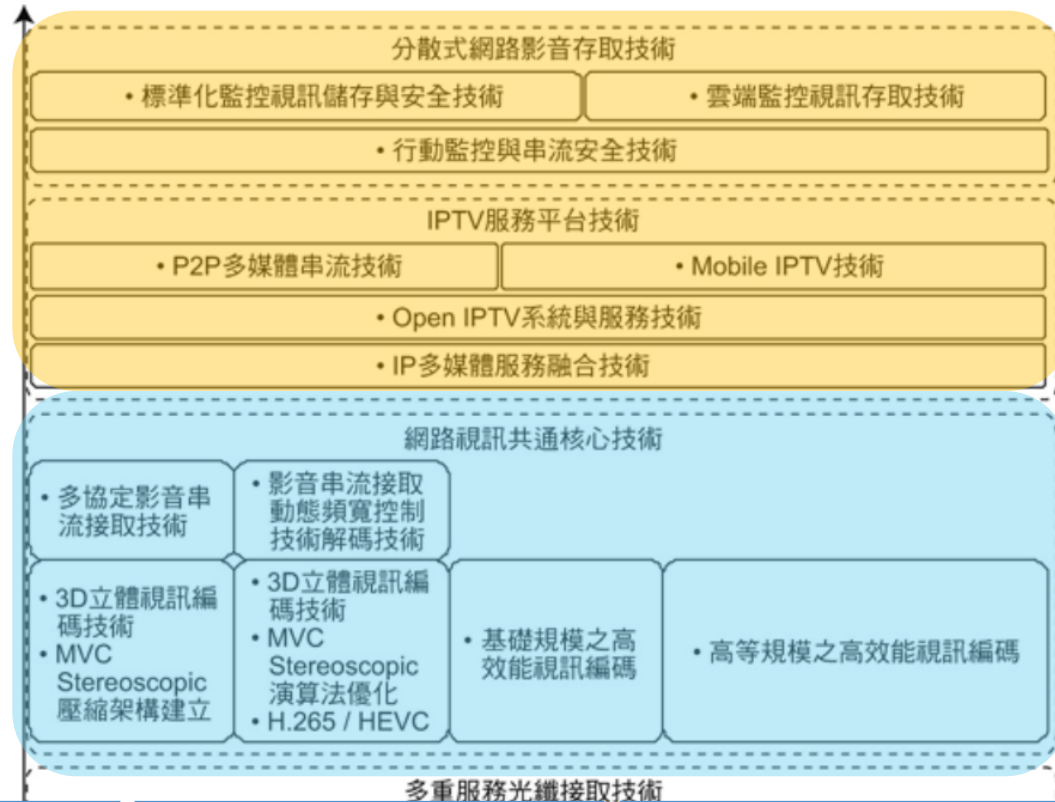 分散式網路影音存取技術
• 標準化監控視訊儲存與安全技術
• 雲端監控視訊存取技術
• 行動監控與串流安全技術
IPTV服務平台技術
• P2P多媒體串流技術
• Mobile IPTV技術
• Open IPTV系統與服務技術
• IP多媒體服務融合技術
網路視訊共通核心技術
• 多協定影音串
流接取技術
• 影音串流接取
動態頻寬控制
技術解碼技術
• 3D立體視訊編
碼技術
• MVC
Stereoscopic
壓縮架構建立
• 3D立體視訊編
碼技術
• MVC
Stereoscopic
演算法優化
• H.265 / HEVC
• 基礎規模之高
效能視訊編碼
• 高等規模之高效能視訊編碼
多重服務光纖接取技術